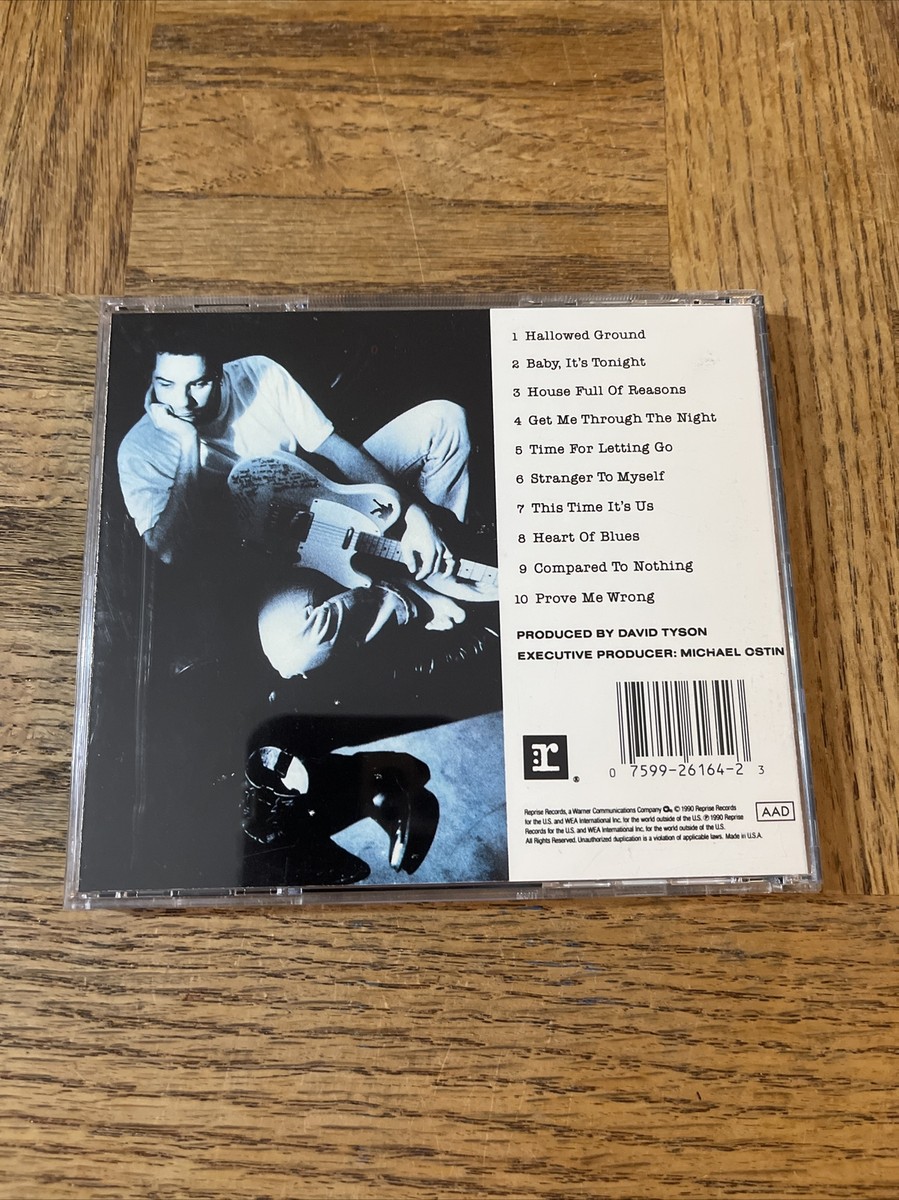 1 Hallowed Ground
2 Baby, It's Tonight
3 House Full Of Reasons
4 Get Me Through The Night
5 Time For Letting Go
6 Stranger To Myself
7 This Time It's Us
8 Heart Of Blues
9 Compared To Nothing
10 Prove Me Wrong
PRODUCED BY DAVID TYSON
EXECUTIVE PRODUCER: MICHAEL OSTIN
r ®
0 7599-26164-2 3
Reprise Records, a Warner Communications Company © 1990 Reprise Records
for the U.S. and WEA International Inc. for the world outside of the U.S. ℗ 1990 Reprise
Records for the U.S. and WEA International Inc. for the world outside of the U.S.
All Rights Reserved. Unauthorized duplication is a violation of applicable laws. Made in U.S.A.
AAD